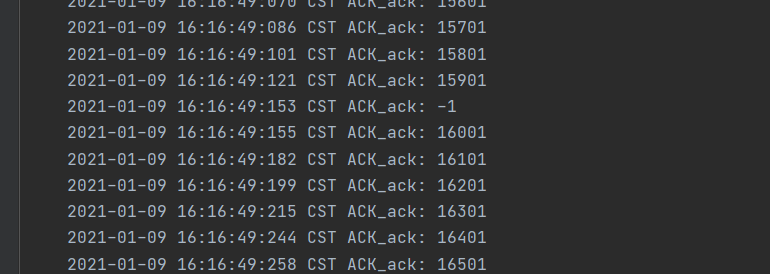 2021-01-09 16:16:49:070 CST ACK_ack: 15601
2021-01-09 16:16:49:086 CST ACK_ack: 15701
2021-01-09 16:16:49:101 CST ACK_ack: 15801
2021-01-09 16:16:49:121 CST ACK_ack: 15901
2021-01-09 16:16:49:153 CST ACK_ack: -1
2021-01-09 16:16:49:155 CST ACK_ack: 16001
2021-01-09 16:16:49:182 CST ACK_ack: 16101
2021-01-09 16:16:49:199 CST ACK_ack: 16201
2021-01-09 16:16:49:215 CST ACK_ack: 16301
2021-01-09 16:16:49:244 CST ACK_ack: 16401
2021-01-09 16:16:49:258 CST ACK_ack: 16501